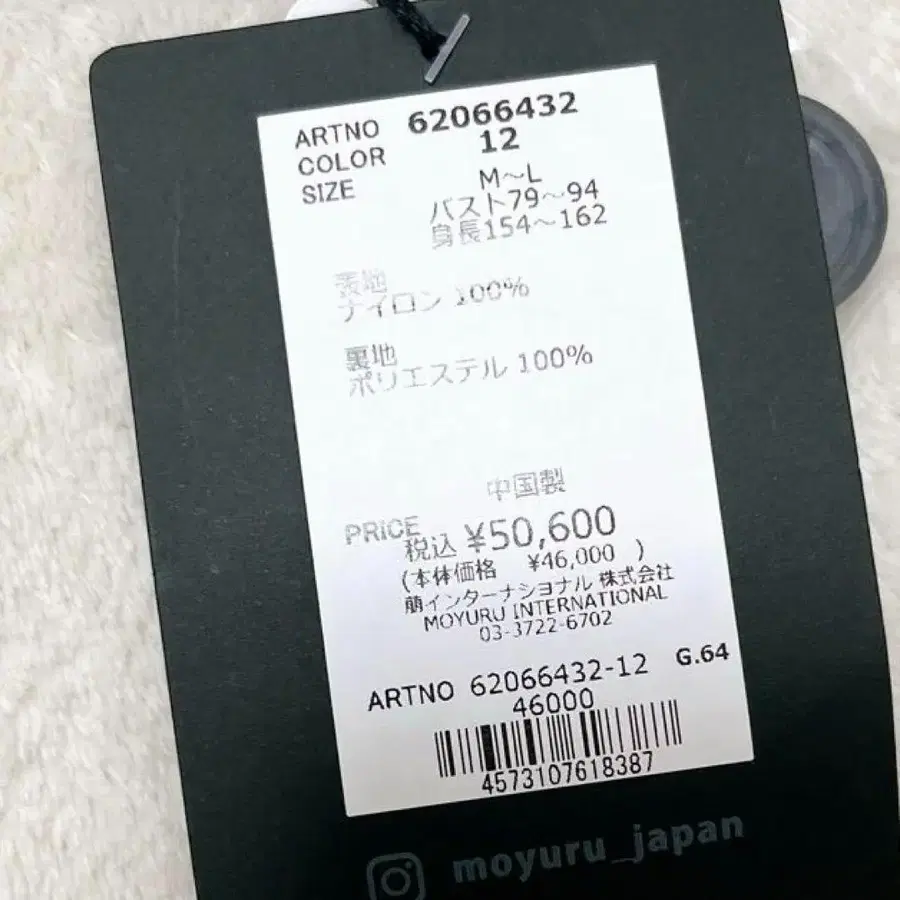 ARTNO 62066432
COLOR 12
SIZE M～L
バスト79～94
身長154～162
表地
ナイロン 100%
裏地
ポリエステル 100%
中国製
PRICE
税込 ¥50,600
(本体価格 ¥46,000 )
萠インターナショナル 株式会社
MOYURU INTERNATIONAL
03-3722-6702
ARTNO 62066432-12 G.64
46000
4573107618387
moyuru_japan